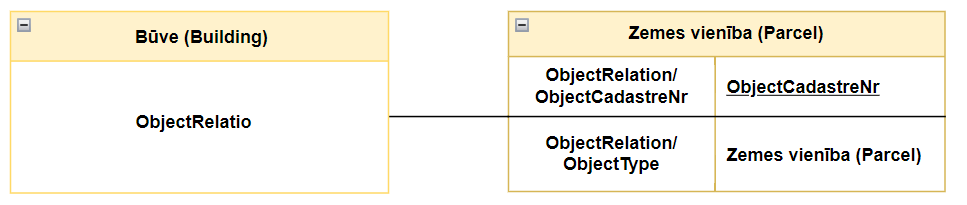 Būve (Building)
ObjectRelatio
Zemes vienība (Parcel)
ObjectRelation/
ObjectCadastreNr
ObjectCadastreNr
ObjectRelation/
ObjectType
Zemes vienība (Parcel)